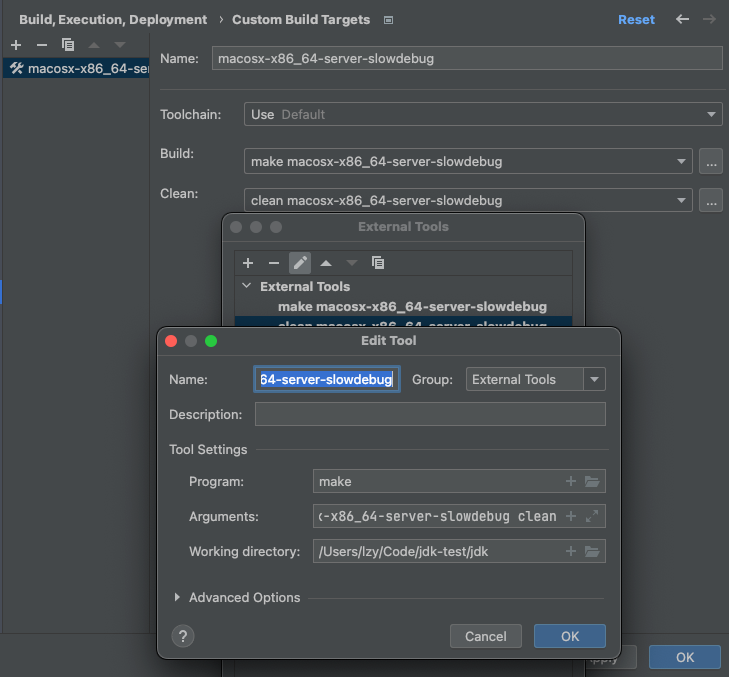 Build, Execution, Deployment › Custom Build Targets
Reset
macosx-x86_64-se
Name: macosx-x86_64-server-slowdebug
Toolchain: Use Default
Build: make macosx-x86_64-server-slowdebug ...
Clean: clean macosx-x86_64-server-slowdebug ...
External Tools
External Tools
make macosx-x86_64-server-slowdebug
clean macosx-x86_64-server-slowdebug
Edit Tool
Name: 64-server-slowdebug Group: External Tools
Description:
Tool Settings
Program: make
Arguments: x-x86_64-server-slowdebug clean
Working directory: /Users/lzy/Code/jdk-test/jdk
Advanced Options
? Cancel OK
Apply OK